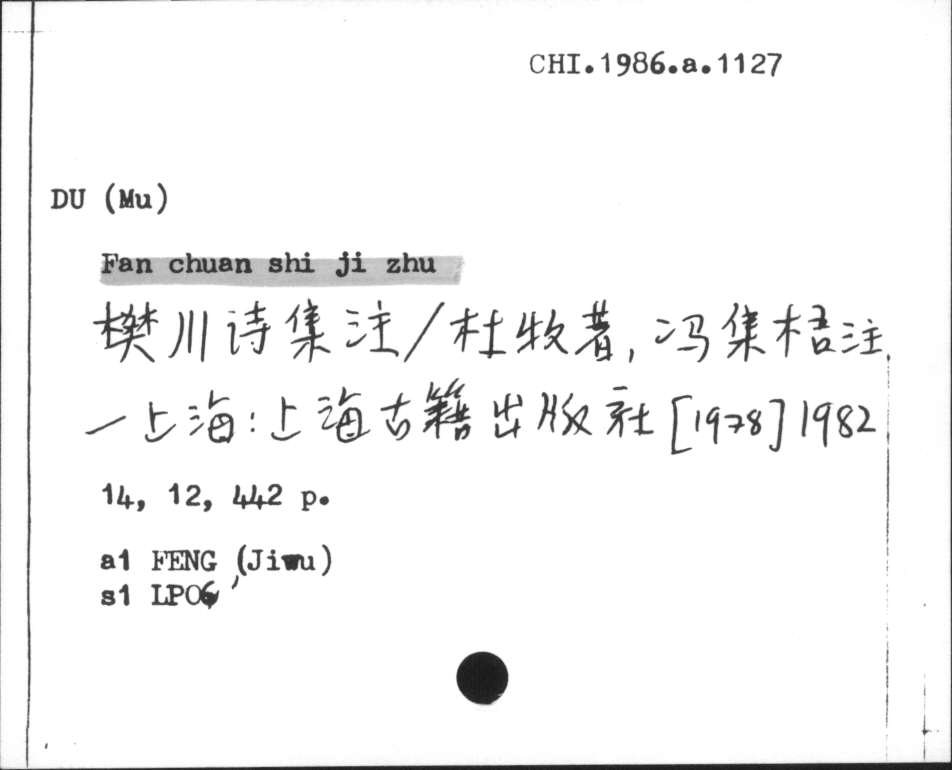 CHI.1986.a.1127
DU (Mu)
Fan chuan shi ji zhu
樊川诗集注/杜牧著,冯集梧注.
—上海:上海古籍出版社[1978]1982
14, 12, 442 p.
a1 FENG (Jiwu)
s1 LPO6